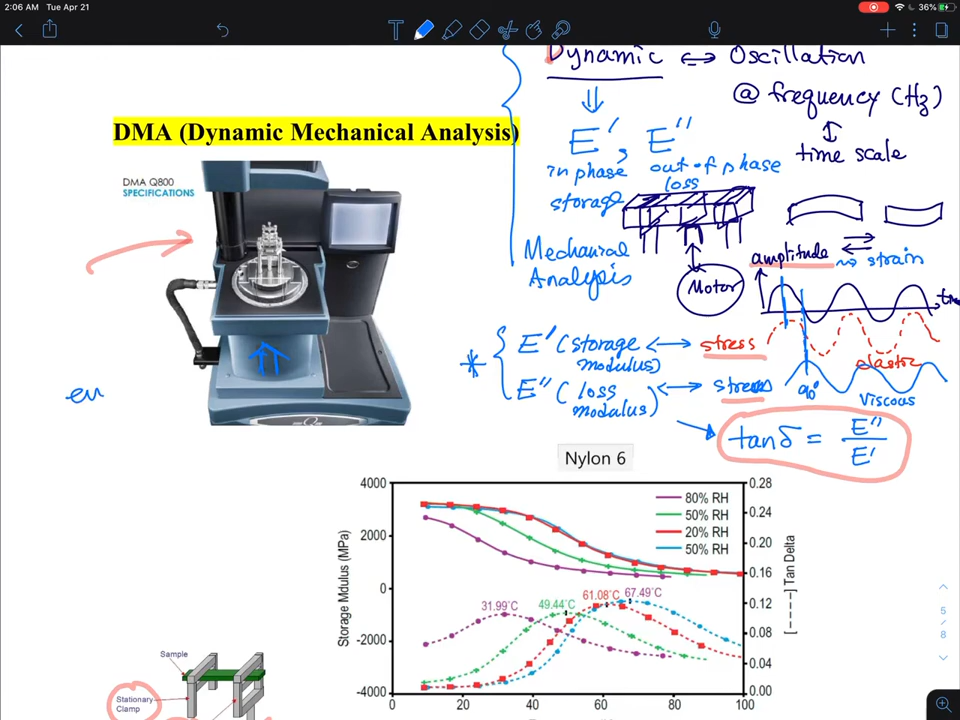 2:06 AM Tue Apr 21
36%
Dynamic ↔ Oscillation
@ frequency (Hz)
↕
time scale
⇓
E', E"
in phase out of phase
storage loss
DMA (Dynamic Mechanical Analysis)
DMA Q800
SPECIFICATIONS
Mechanical
Analysis
Motor
amplitude
strain
* E' (storage modulus) ↔ stress
elastic
E" (loss modulus) ↔ stress
90°
Viscous
tanδ = E"/E'
Nylon 6
4000
2000
0
-2000
-4000
Storage Mdulus (MPa)
0.28
0.24
0.20
0.16
0.12
0.08
0.04
0.00
[ - - - - ] Tan Delta
80% RH
50% RH
20% RH
50% RH
31.99°C
49.44°C
61.08°C
67.49°C
0
20
40
60
80
100
Sample
Stationary
Clamp
5
8